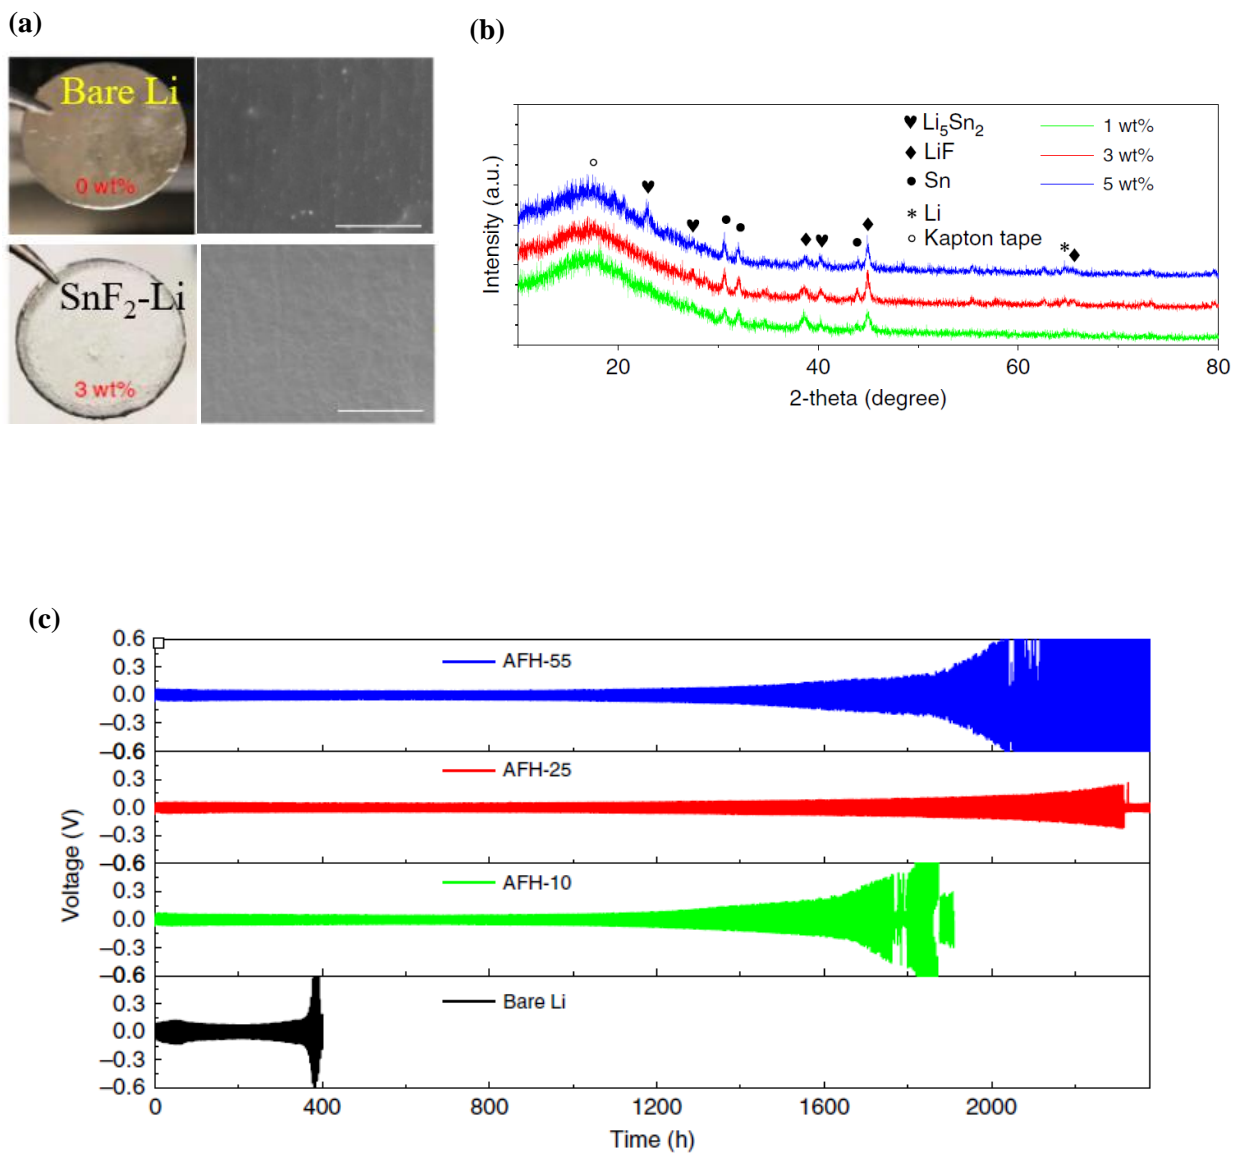 (a)
Bare Li
0 wt%
SnF₂-Li
3 wt%
(b)
Intensity (a.u.)
Li₅Sn₂
LiF
Sn
Li
Kapton tape
1 wt%
3 wt%
5 wt%
20 40 60 80
2-theta (degree)
(c)
Voltage (V)
0.6
0.3
0.0
−0.3
−0.6
AFH-55
0.3
0.0
−0.3
−0.6
AFH-25
0.3
0.0
−0.3
−0.6
AFH-10
0.3
0.0
−0.3
−0.6
Bare Li
0 400 800 1200 1600 2000
Time (h)